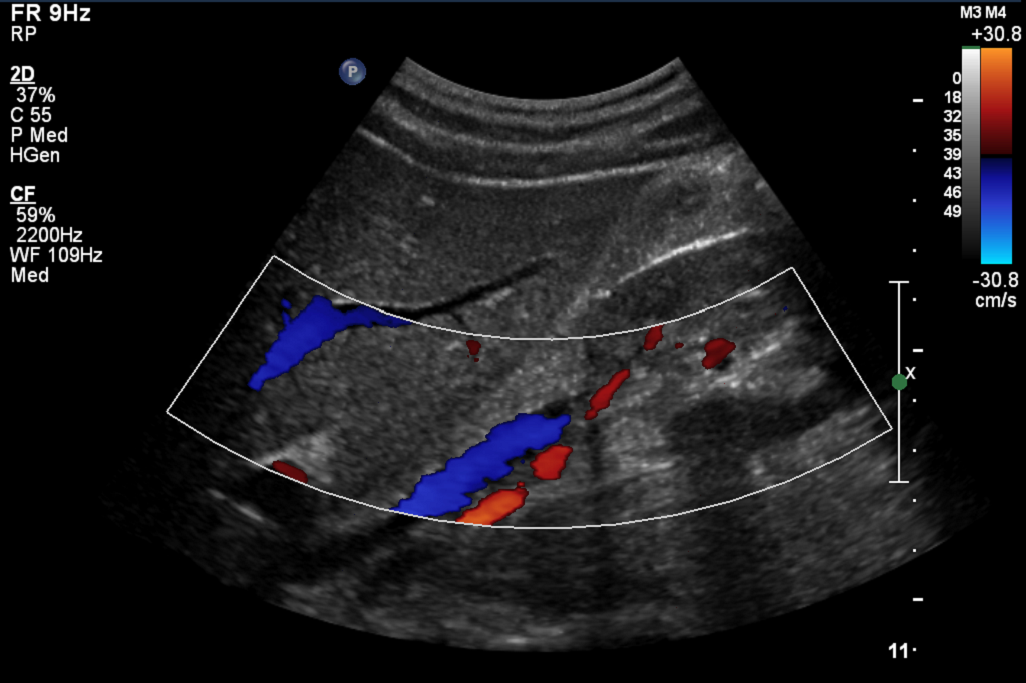 FR 9Hz
RP
2D
37%
C 55
P Med
HGen
CF
59%
2200Hz
WF 109Hz
Med
P
M3 M4
+30.8
0
18
32
35
39
43
46
49
-30.8
cm/s
X
11